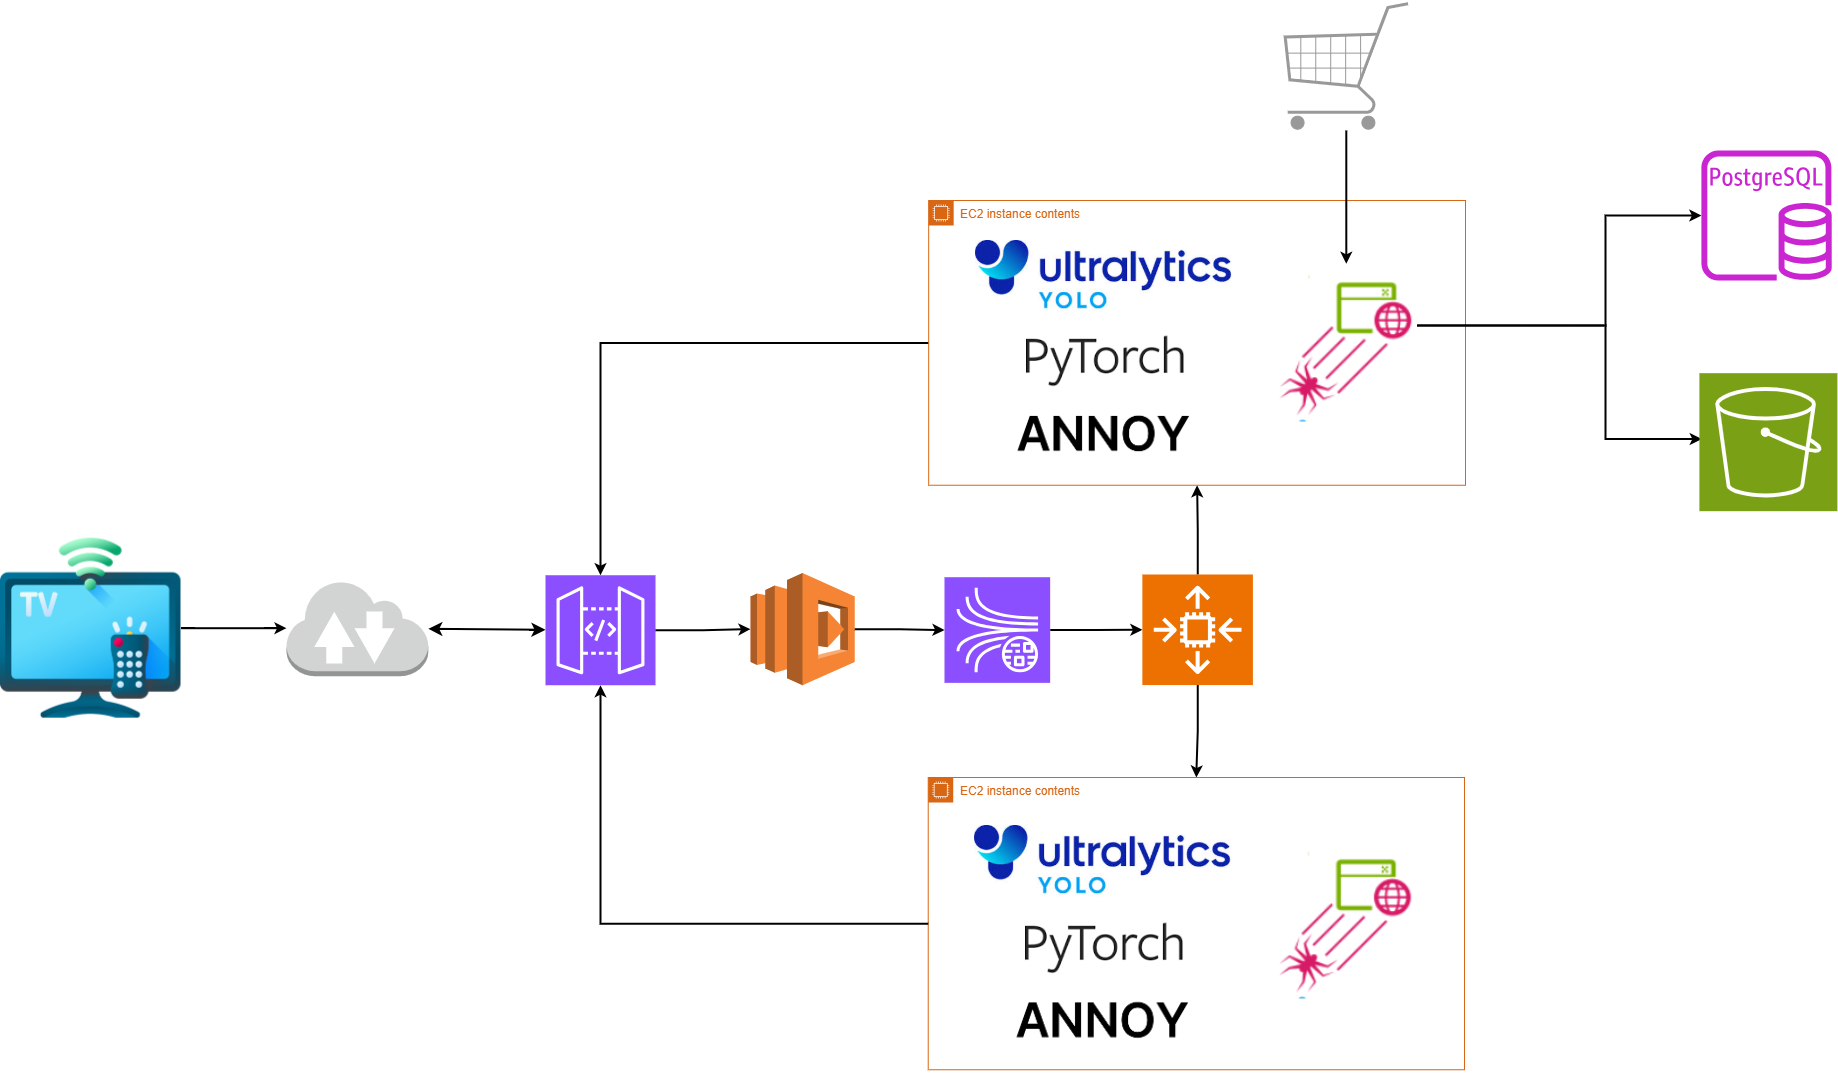 EC2 instance contents
ultralytics
YOLO
PyTorch
ANNOY
PostgreSQL
TV
</>
EC2 instance contents
ultralytics
YOLO
PyTorch
ANNOY